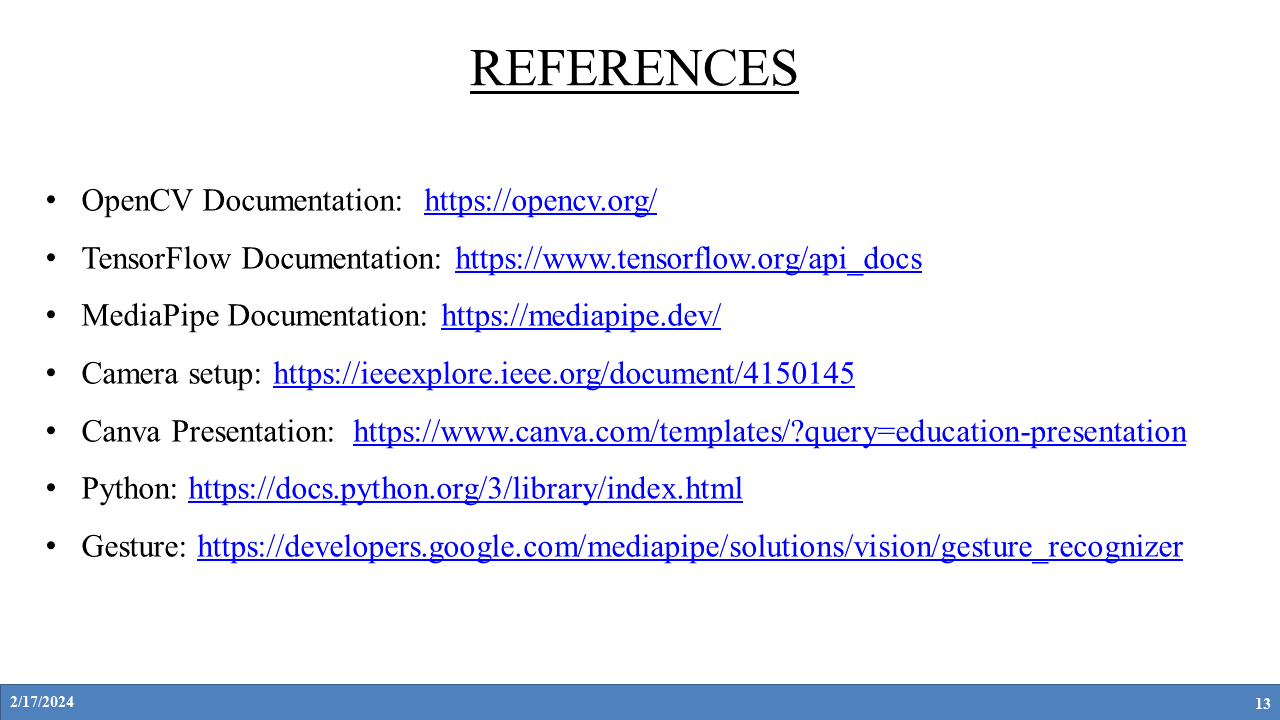 REFERENCES
• OpenCV Documentation: https://opencv.org/
• TensorFlow Documentation: https://www.tensorflow.org/api_docs
• MediaPipe Documentation: https://mediapipe.dev/
• Camera setup: https://ieeexplore.ieee.org/document/4150145
• Canva Presentation: https://www.canva.com/templates/?query=education-presentation
• Python: https://docs.python.org/3/library/index.html
• Gesture: https://developers.google.com/mediapipe/solutions/vision/gesture_recognizer
2/17/2024
13